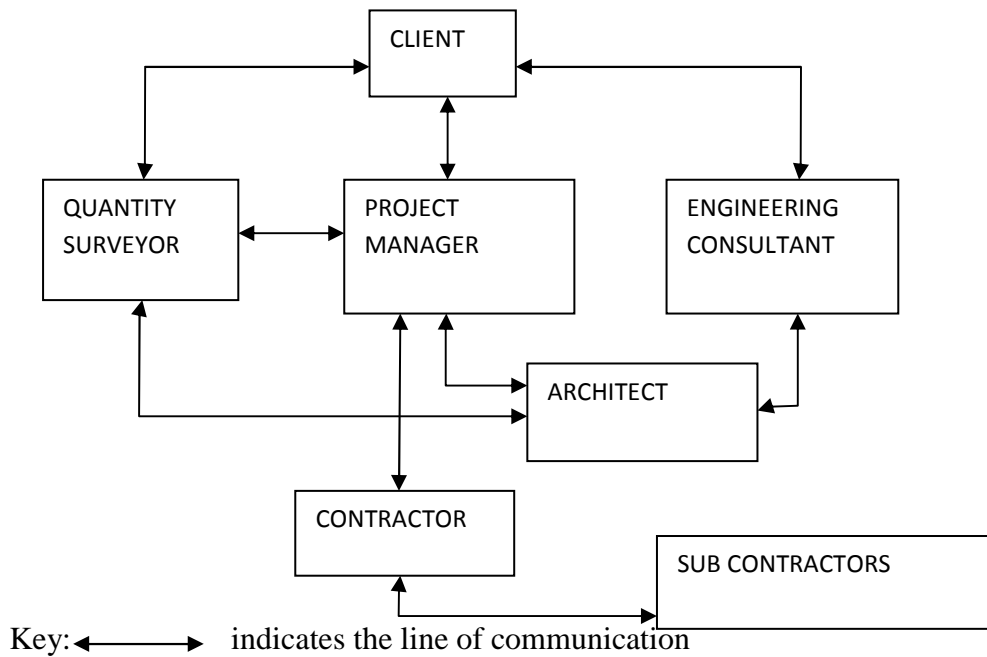 CLIENT
QUANTITY
SURVEYOR
PROJECT
MANAGER
ENGINEERING
CONSULTANT
ARCHITECT
CONTRACTOR
SUB CONTRACTORS
Key: indicates the line of communication